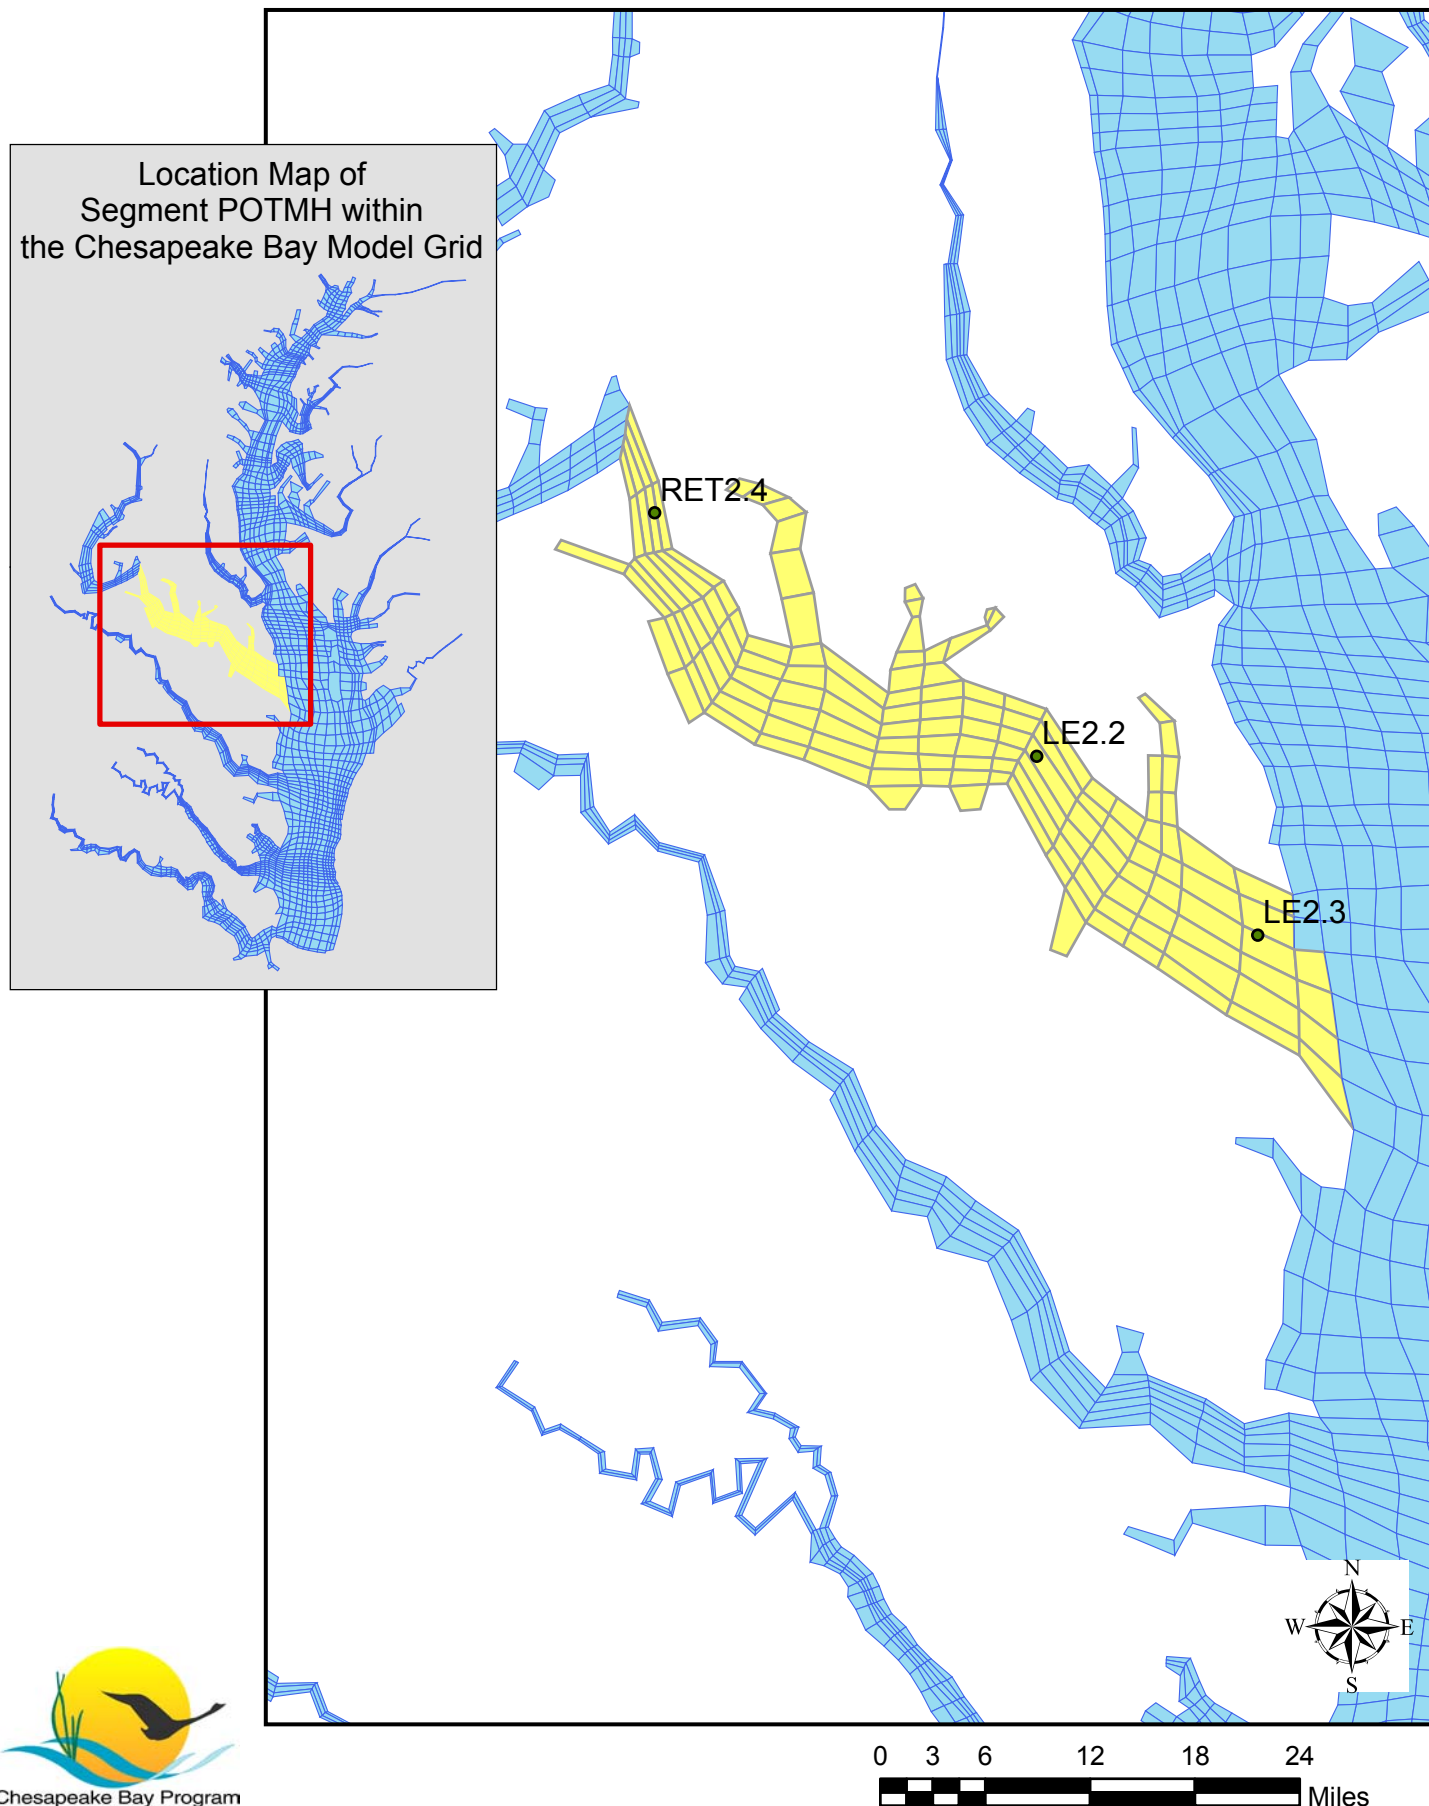 Location Map of
Segment POTMH within
the Chesapeake Bay Model Grid
RET2.4
LE2.2
LE2.3
N
W E
S
0 3 6 12 18 24
Miles
Chesapeake Bay Program